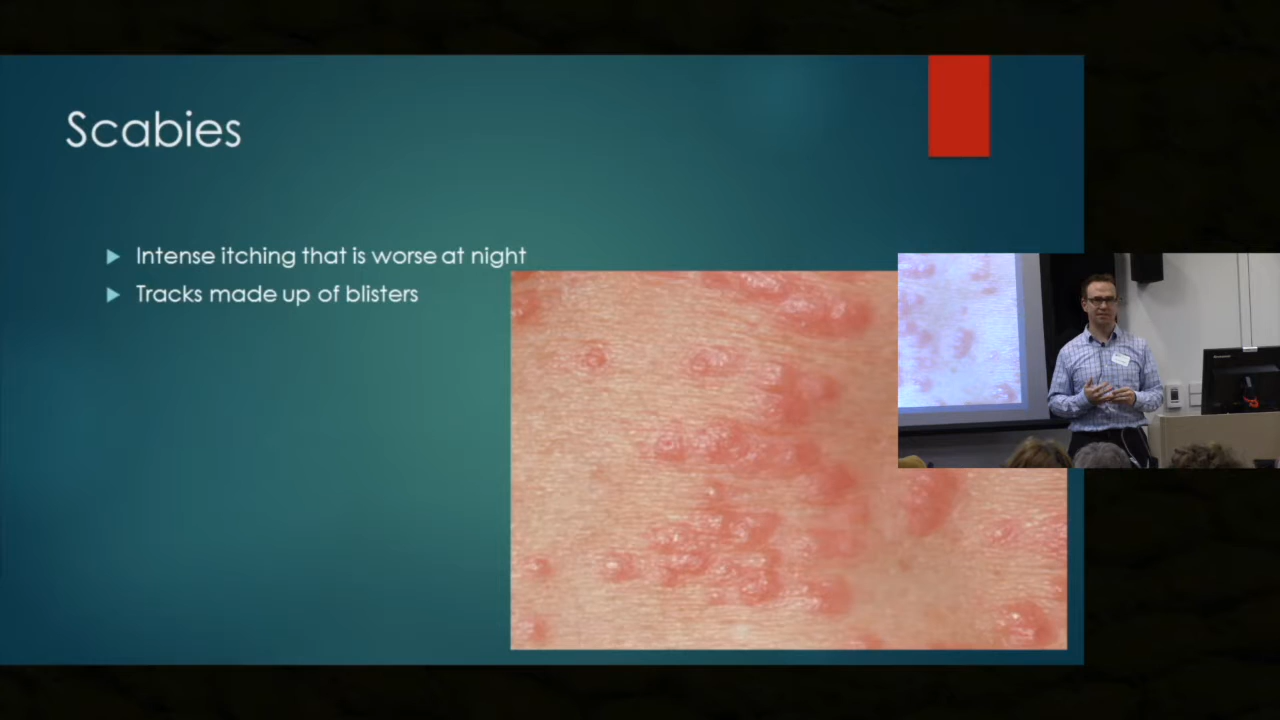 Scabies
Intense itching that is worse at night
Tracks made up of blisters